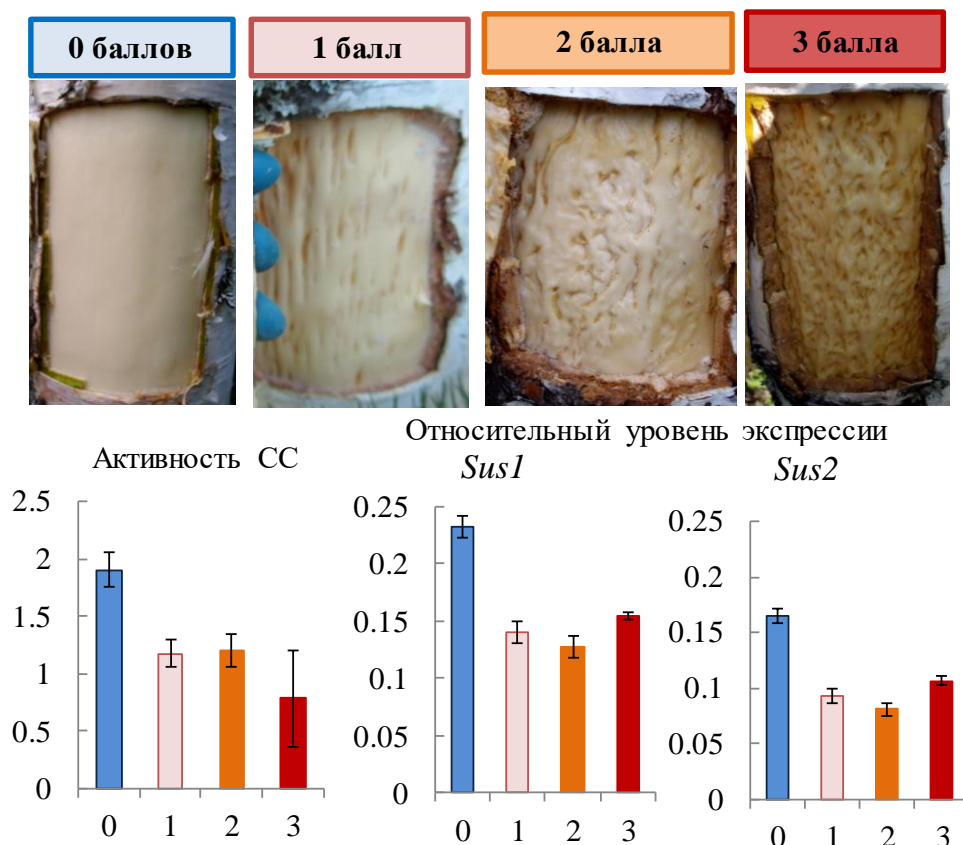 0 баллов
1 балл
2 балла
3 балла
Относительный уровень экспрессии
Активность СС
Sus1
Sus2
2.5
2
1.5
1
0.5
0
0 1 2 3
0.25
0.2
0.15
0.1
0.05
0
0 1 2 3
0.25
0.2
0.15
0.1
0.05
0
0 1 2 3